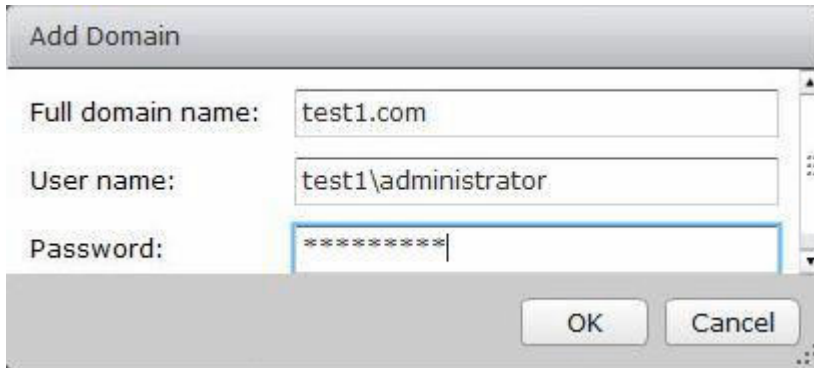 Add Domain
Full domain name: test1.com
User name: test1\administrator
Password: *********
OK Cancel